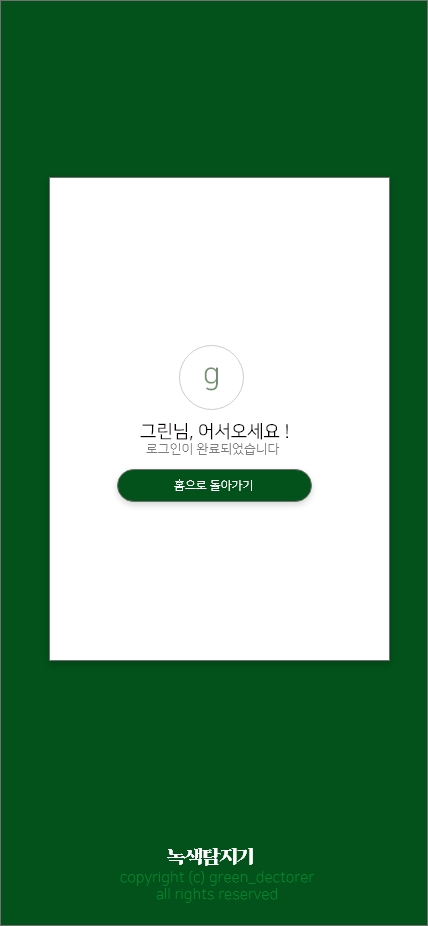 g
그린님, 어서오세요 !
로그인이 완료되었습니다
홈으로 돌아가기
녹색탐지기
copyright (c) green_dectorer
all rights reserved